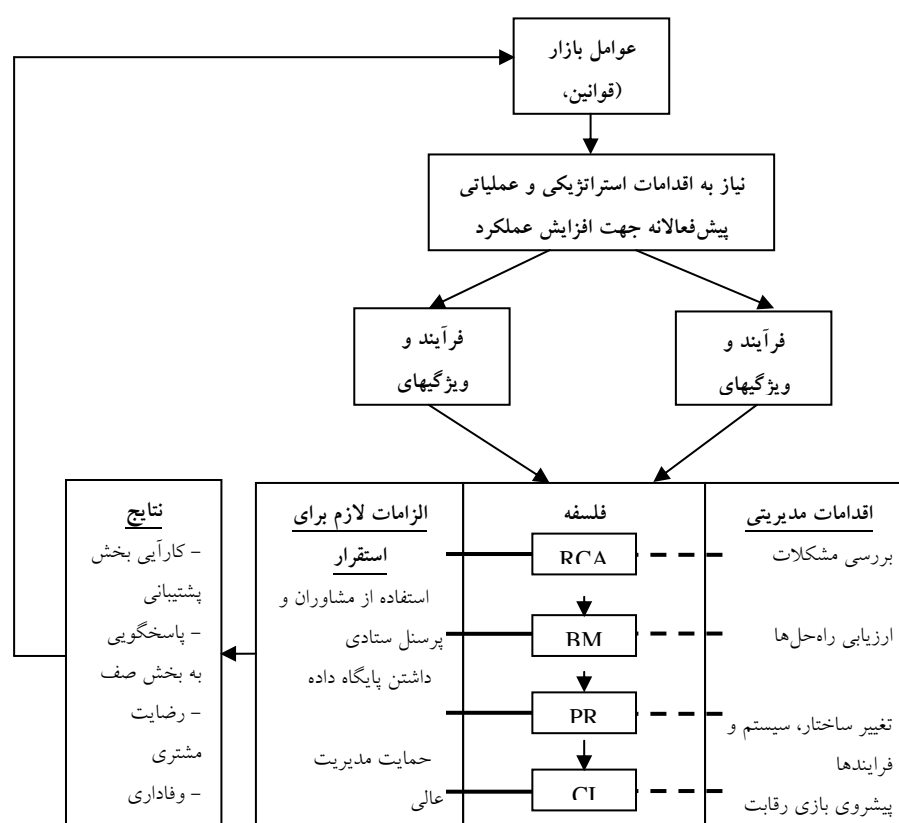 عوامل بازار
(قوانین،
نیاز به اقدامات استراتژیکی و عملیاتی
پیش‌فعالانه جهت افزایش عملکرد
فرآیند و
ویژگیهای
فرآیند و
ویژگیهای
اقدامات مدیریتی
بررسی مشکلات
ارزیابی راه‌حل‌ها
تغییر ساختار، سیستم و
فرایندها
پیشروی بازی رقابت
فلسفه
RCA
BM
PR
CI
الزامات لازم برای
استقرار
استفاده از مشاوران و
پرسنل ستادی
داشتن پایگاه داده
حمایت مدیریت
عالی
نتایج
- کارآیی بخش
پشتیبانی
- پاسخگویی
به بخش صف
- رضایت
مشتری
- وفاداری